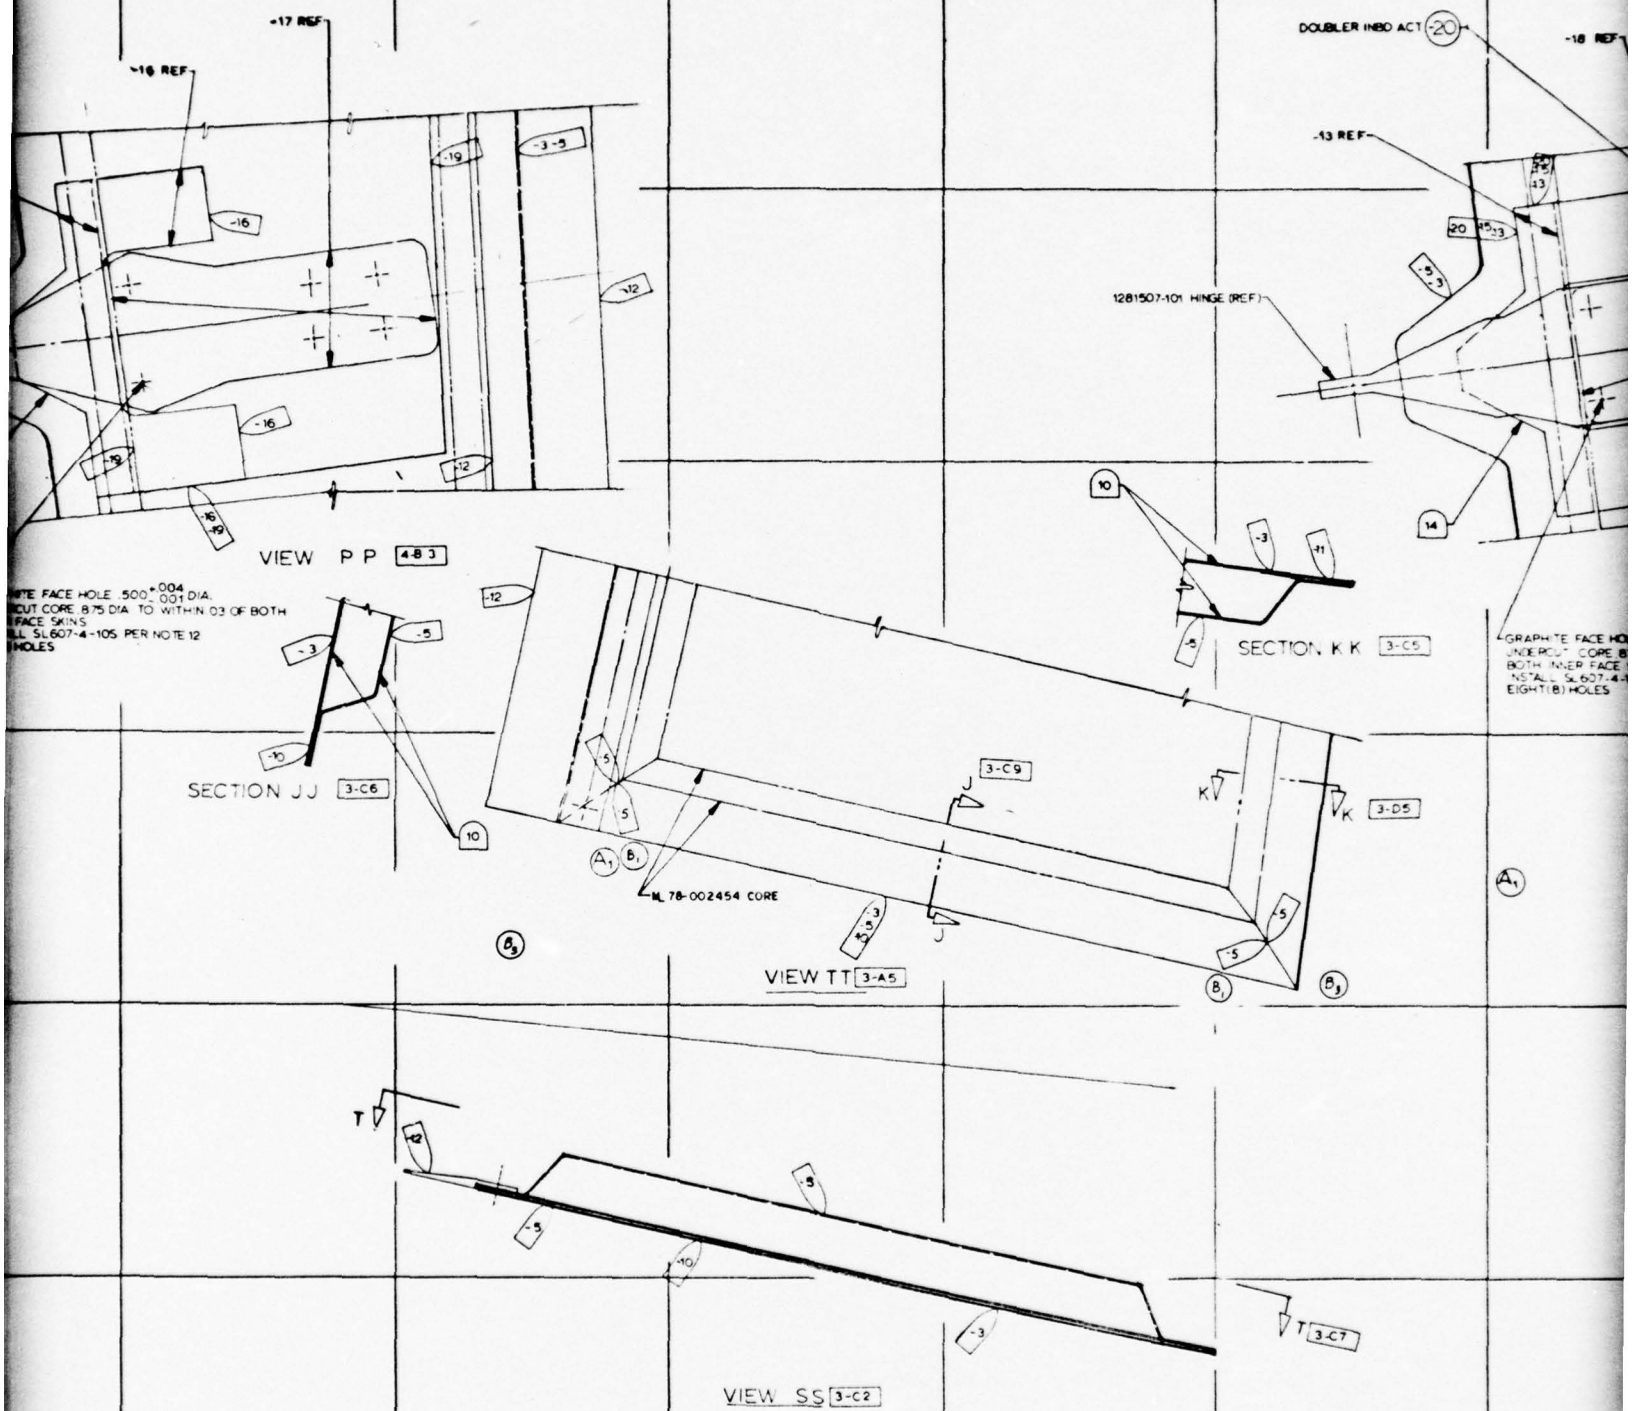 -17 REF
-16 REF
-19
-3 -5
-16
-12
-16
-19
-12
-16
-19
VIEW P P 4-B 3
FACE HOLE .500 +.004 -.001 DIA.
CUT CORE .875 DIA TO WITHIN 03 OF BOTH
FACE SKINS
SL607-4-10S PER NOTE 12
HOLES
DOUBLER INBD ACT -20
-18 REF
-13 REF
-13
20
-5
-3
1281507-101 HINGE (REF)
14
10
-3
-11
-5
SECTION K K 3-C5
GRAPHITE FACE
UNDERCUT CORE
BOTH INNER FACE
INSTALL SL607-4-
EIGHT(8) HOLES
-3
-5
-10
SECTION J J 3-C6
10
-12
-5
-5
A1 B1
ML 78-002454 CORE
J 3-C9
K
K 3-D5
J
-3
-5
-10
-5
-5
B1
B3
A1
B3
VIEW TT 3-A5
T
-12
-5
-5
-10
-3
T 3-C7
VIEW SS 3-C2